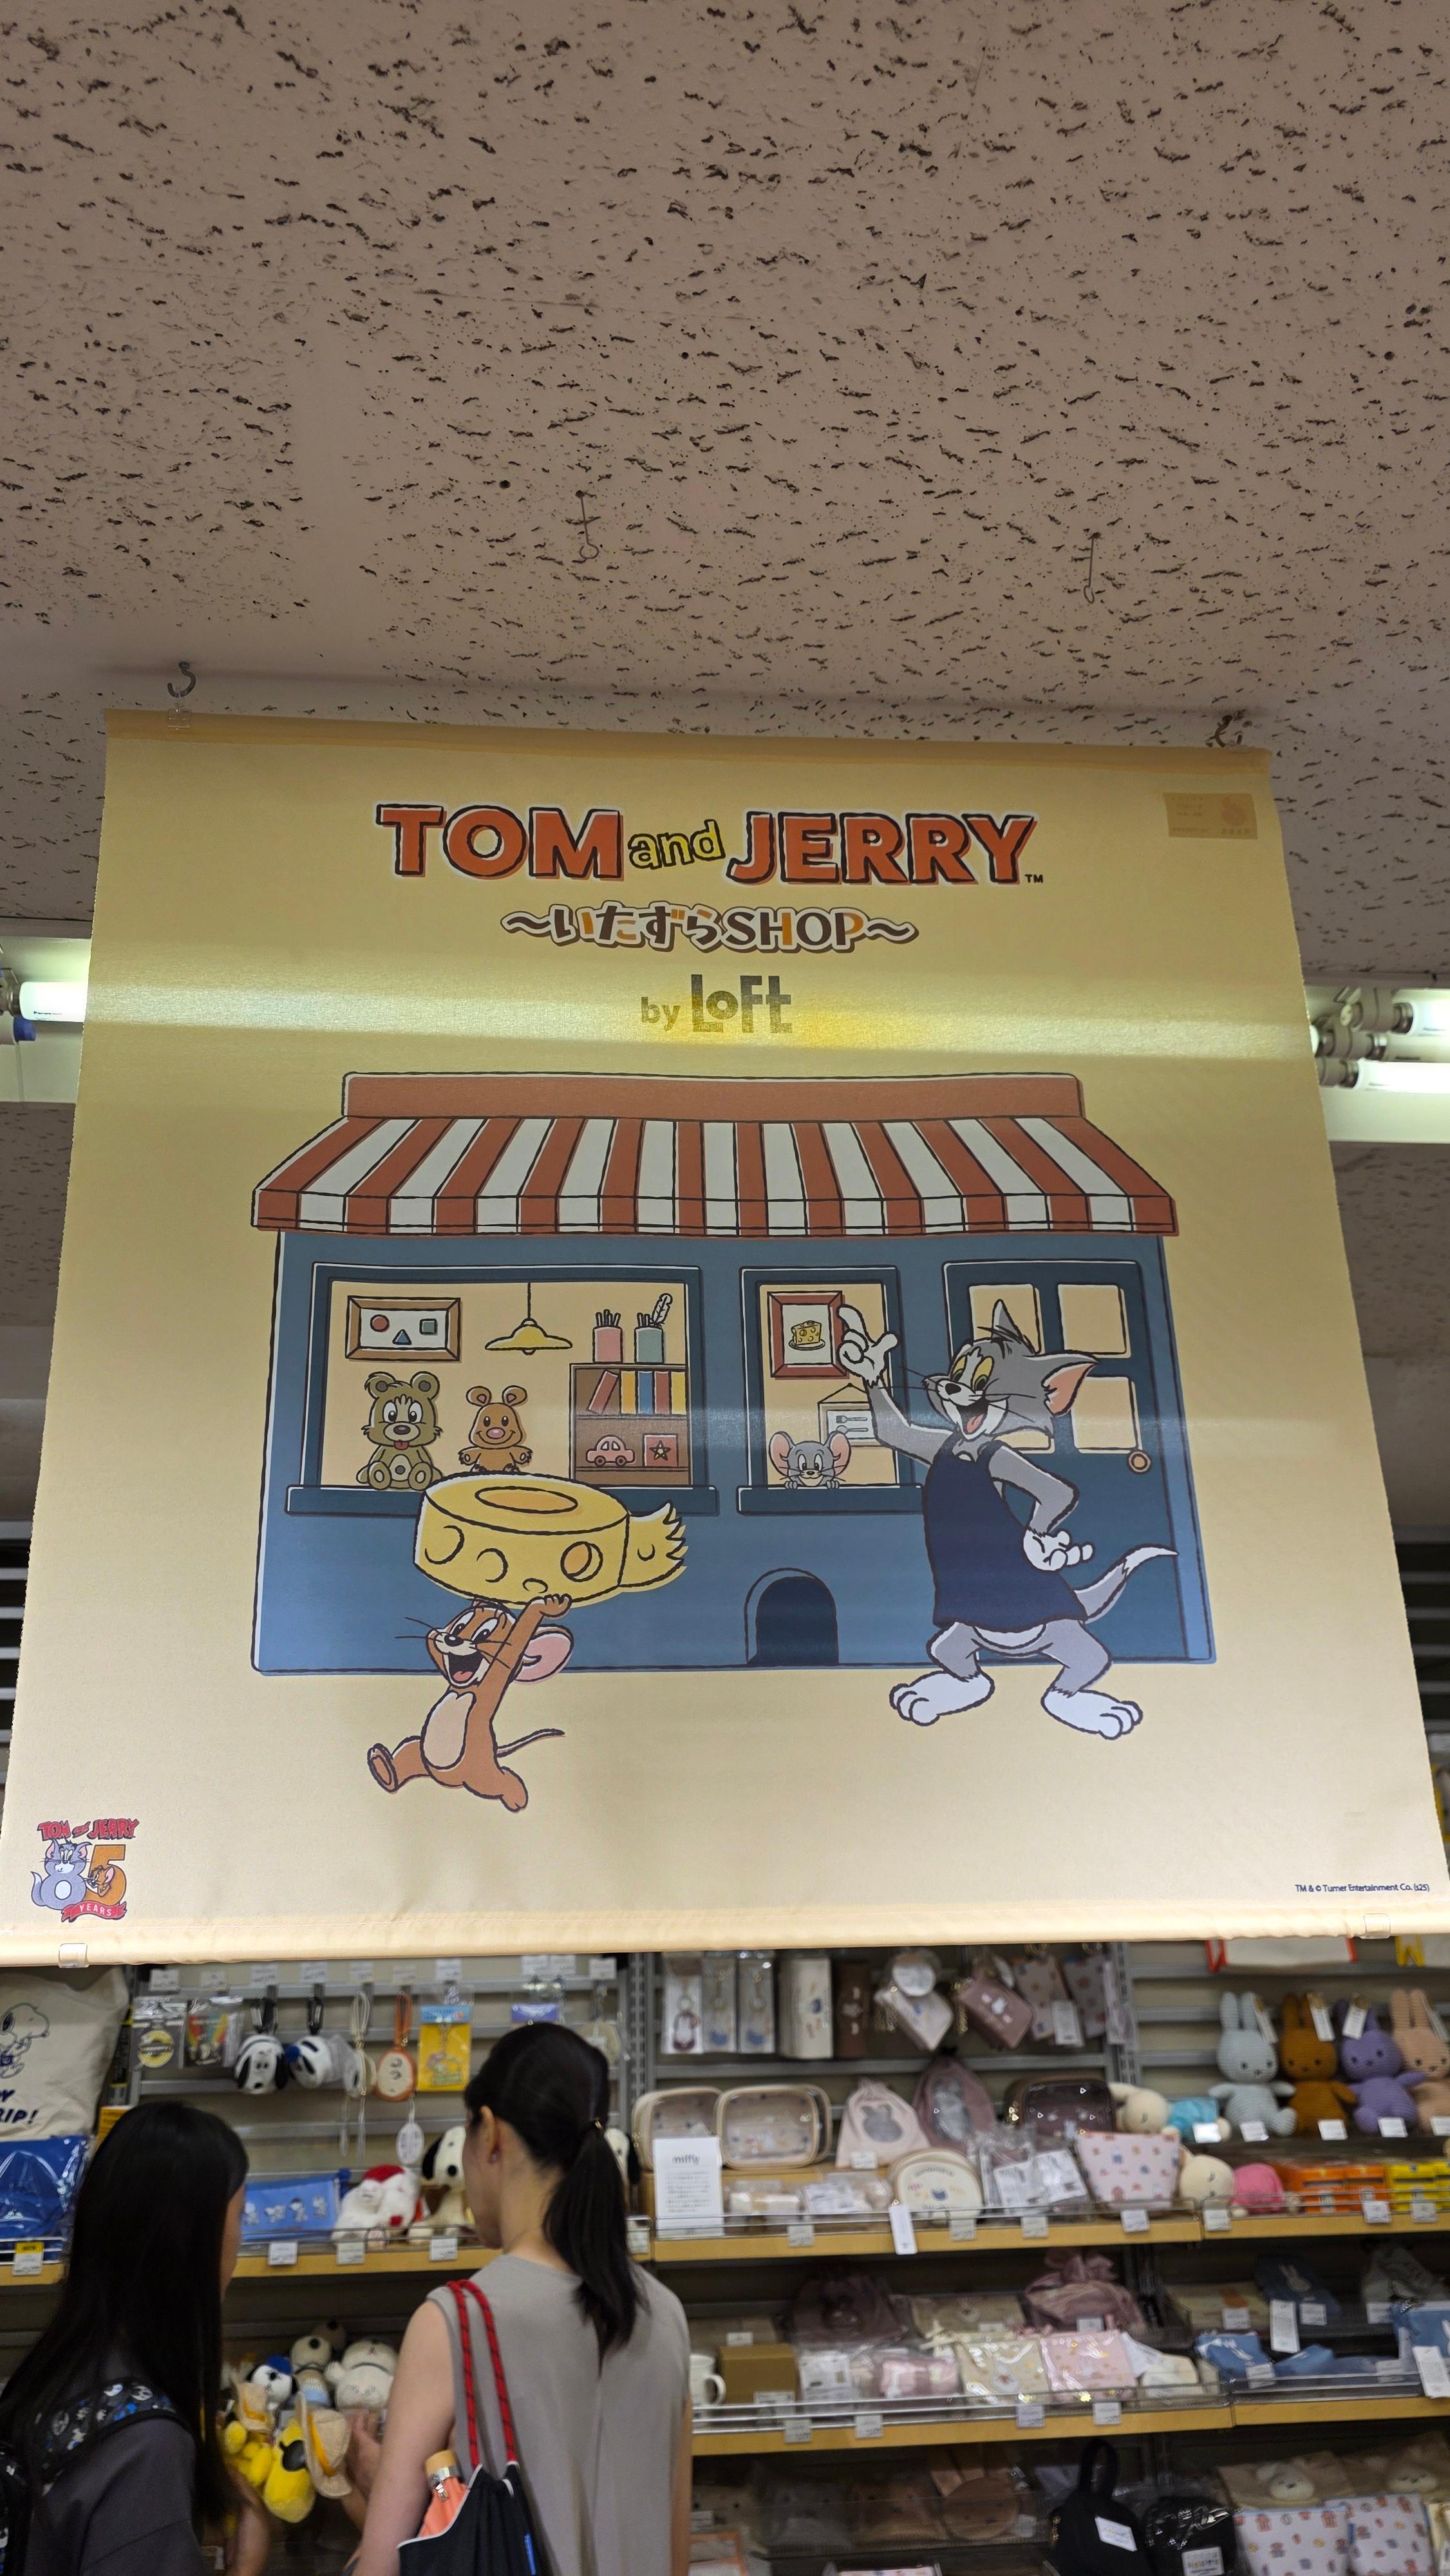 TOM and JERRY™
～いたずらSHOP～
by LoFt
TOM and JERRY
85
YEARS
TM & © Turner Entertainment Co. (s25)
miffy